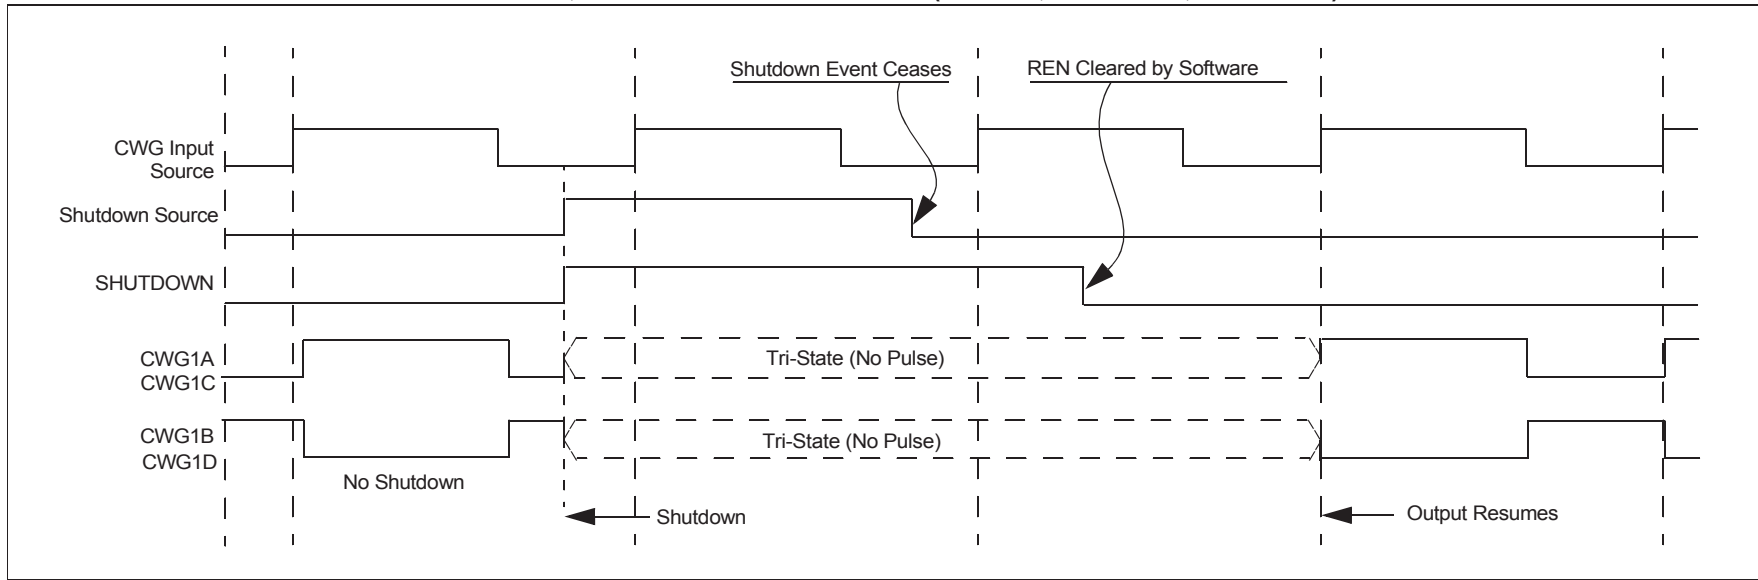 Shutdown Event Ceases
REN Cleared by Software
CWG Input
Source
Shutdown Source
SHUTDOWN
CWG1A
CWG1C
Tri-State (No Pulse)
CWG1B
CWG1D
Tri-State (No Pulse)
No Shutdown
Shutdown
Output Resumes